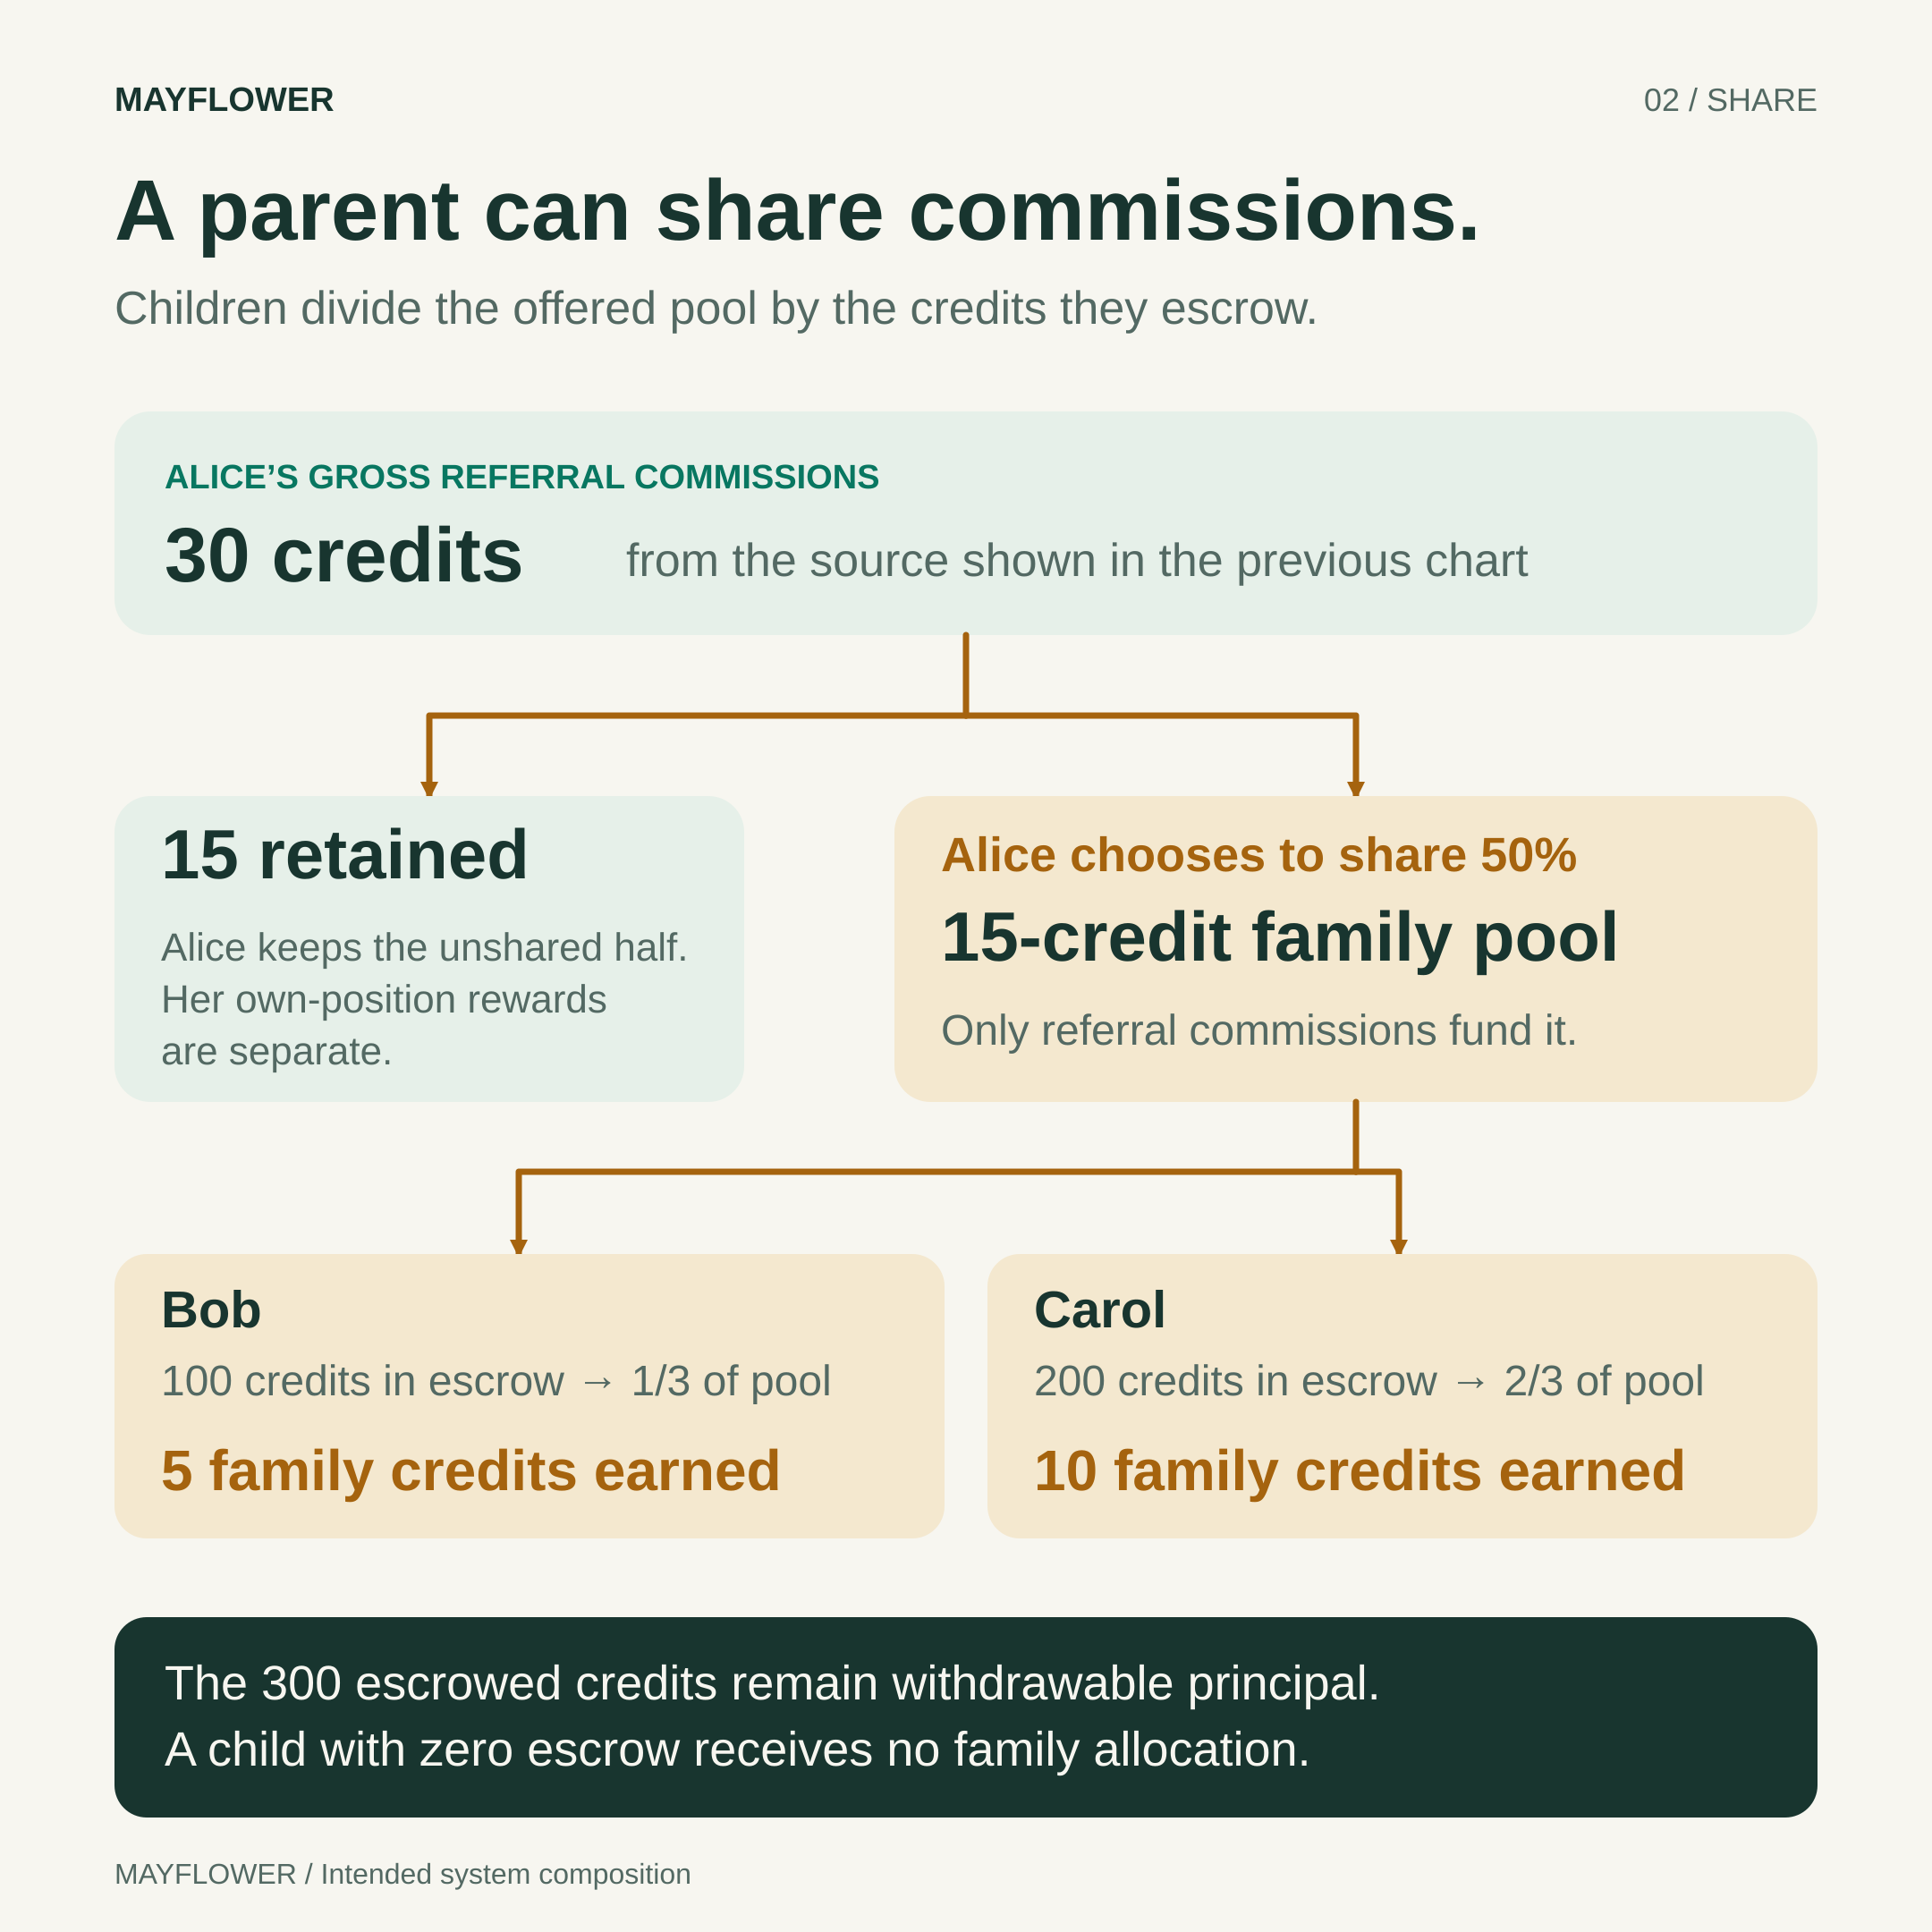 MAYFLOWER
02 / SHARE
A parent can share commissions.
Children divide the offered pool by the credits they escrow.
ALICE’S GROSS REFERRAL COMMISSIONS
30 credits from the source shown in the previous chart
15 retained
Alice keeps the unshared half.
Her own-position rewards
are separate.
Alice chooses to share 50%
15-credit family pool
Only referral commissions fund it.
Bob
100 credits in escrow → 1/3 of pool
5 family credits earned
Carol
200 credits in escrow → 2/3 of pool
10 family credits earned
The 300 escrowed credits remain withdrawable principal.
A child with zero escrow receives no family allocation.
MAYFLOWER / Intended system composition